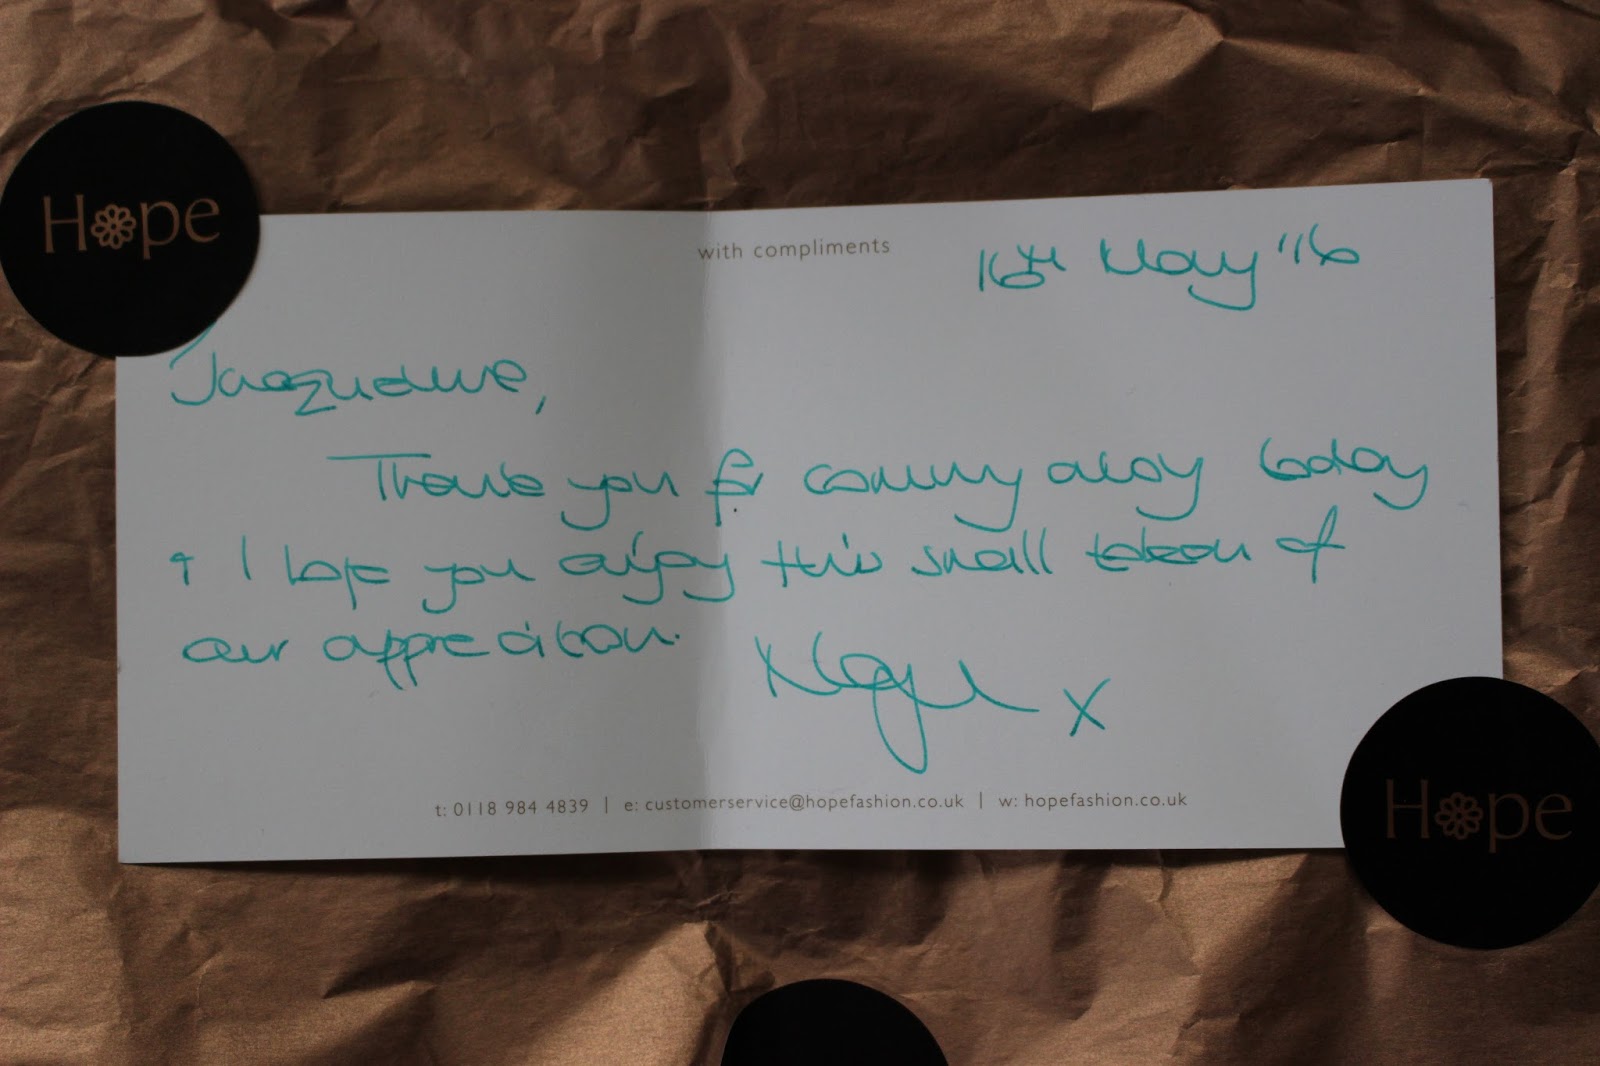 Hope
with compliments
16th May '16
Jacqueline,
Thank you for coming along today
+ I hope you enjoy this small token of
our appreciation.
x
t: 0118 984 4839 | e: customerservice@hopefashion.co.uk | w: hopefashion.co.uk
Hope